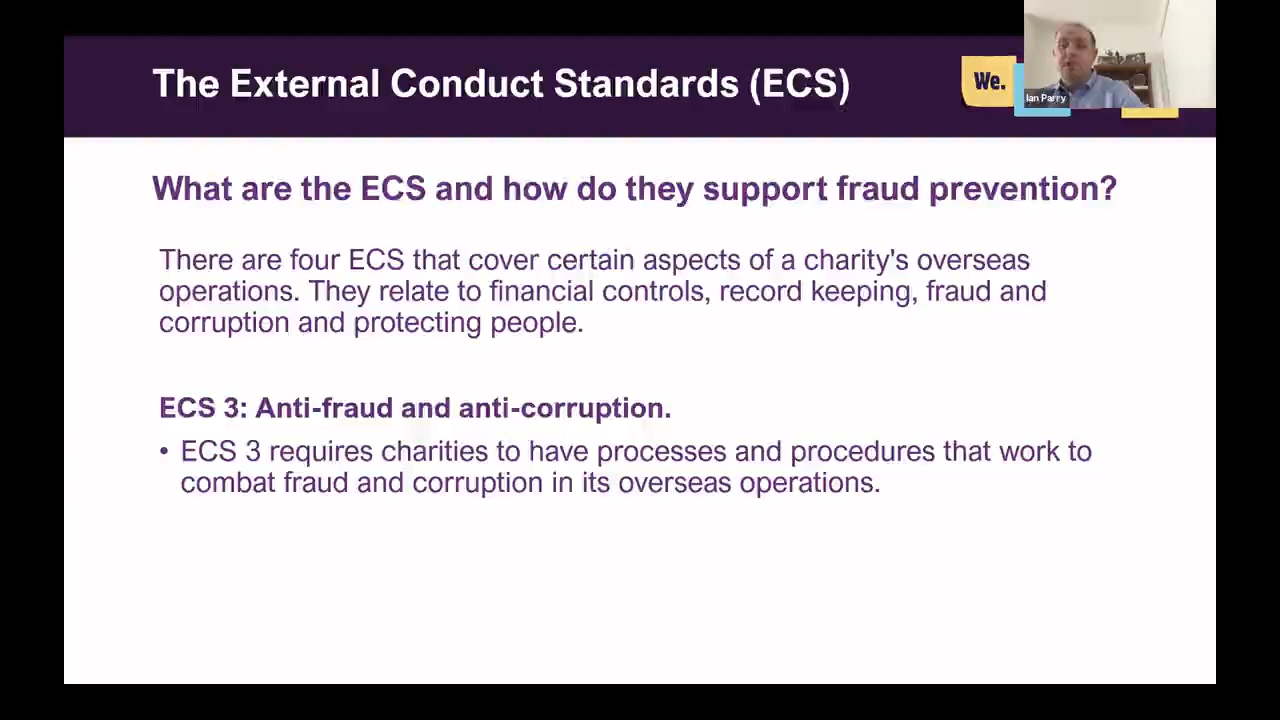 The External Conduct Standards (ECS)
We.
Ian Parry
What are the ECS and how do they support fraud prevention?
There are four ECS that cover certain aspects of a charity's overseas
operations. They relate to financial controls, record keeping, fraud and
corruption and protecting people.
ECS 3: Anti-fraud and anti-corruption.
• ECS 3 requires charities to have processes and procedures that work to
combat fraud and corruption in its overseas operations.